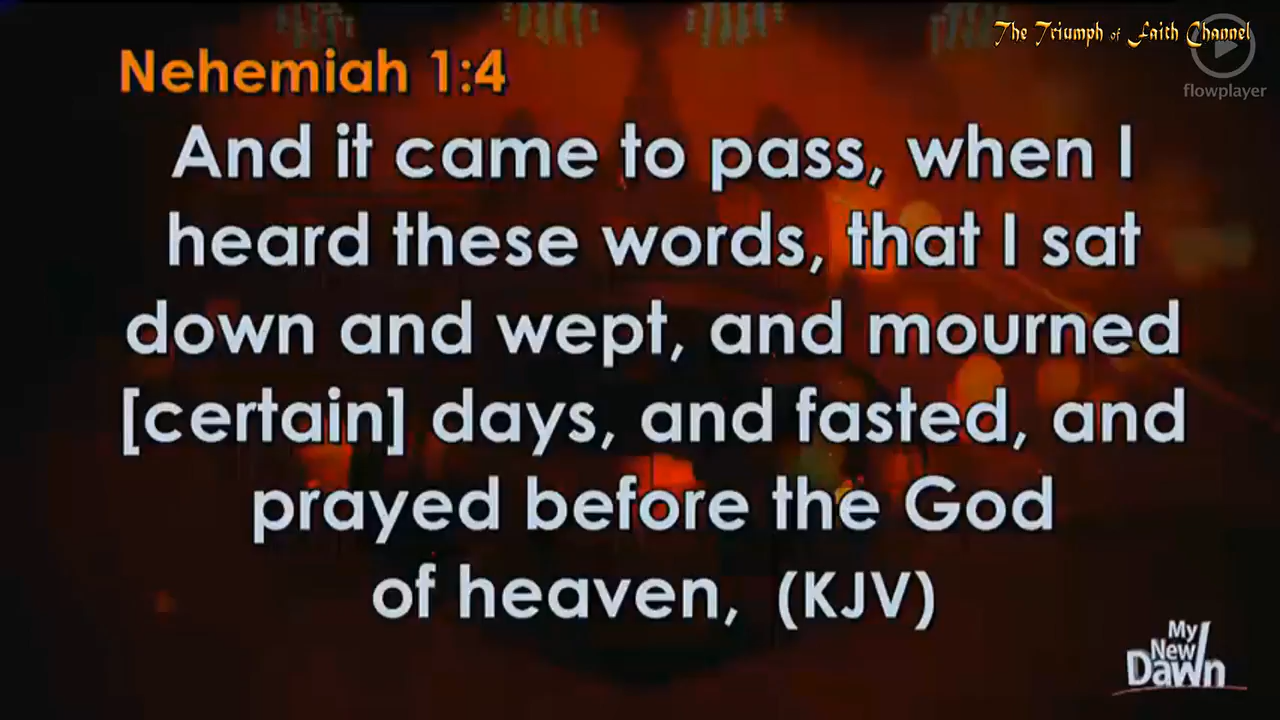 The Triumph of Faith Channel
flowplayer
Nehemiah 1:4
And it came to pass, when I
heard these words, that I sat
down and wept, and mourned
[certain] days, and fasted, and
prayed before the God
of heaven, (KJV)
My
New
Dawn